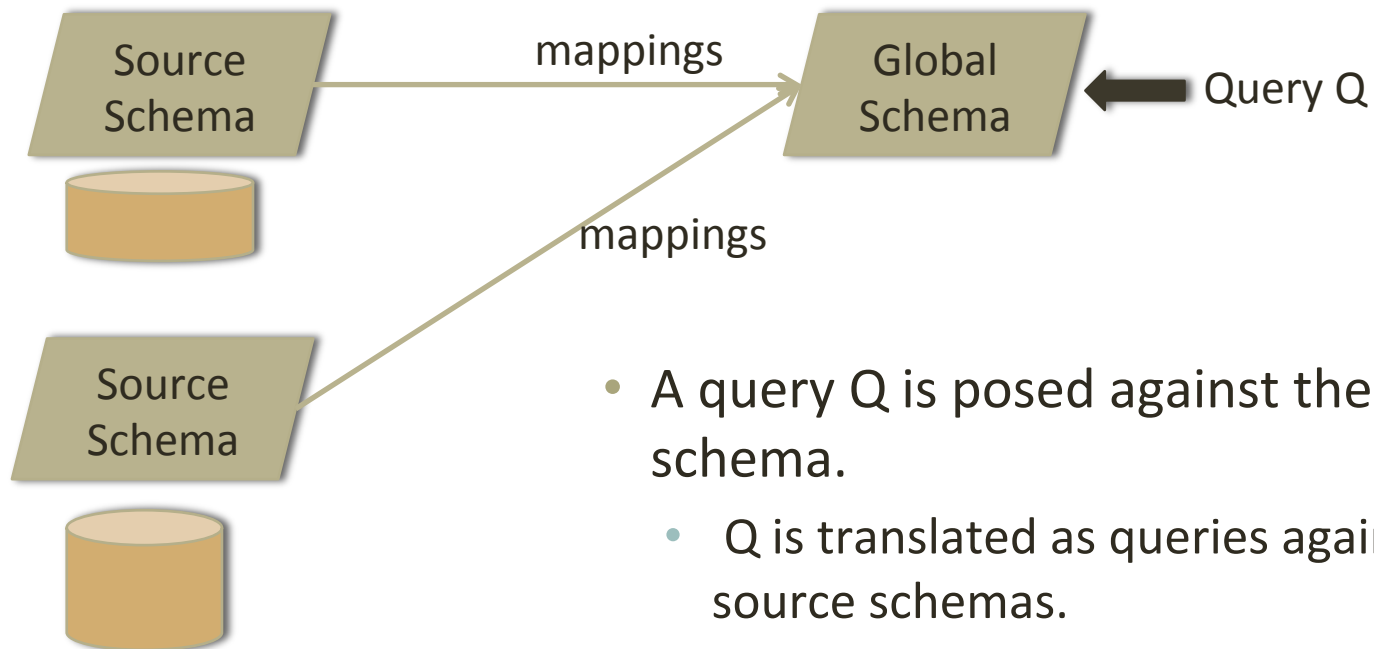 Source
Schema
mappings
Global
Schema
Query Q
mappings
Source
Schema
• A query Q is posed against the
schema.
• Q is translated as queries
source schemas.